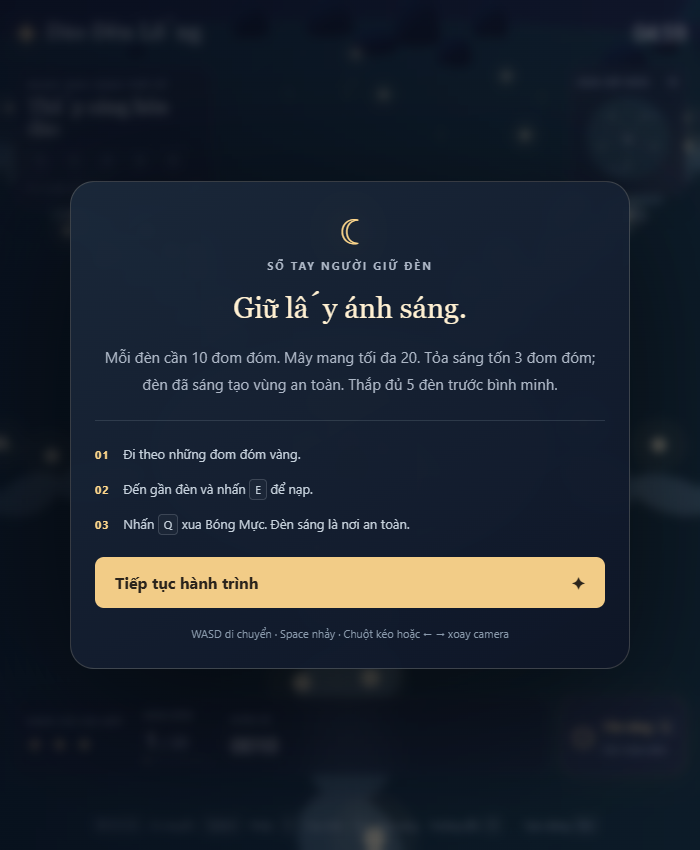 SỔ TAY NGƯỜI GIỮ ĐÈN
Giữ lấy ánh sáng.
Mỗi đèn cần 10 đom đóm. Mây mang tối đa 20. Tỏa sáng tốn 3 đom đóm;
đèn đã sáng tạo vùng an toàn. Thắp đủ 5 đèn trước bình minh.
01 Đi theo những đom đóm vàng.
02 Đến gần đèn và nhấn E để nạp.
03 Nhấn Q xua Bóng Mực. Đèn sáng là nơi an toàn.
Tiếp tục hành trình
WASD di chuyển · Space nhảy · Chuột kéo hoặc ← → xoay camera